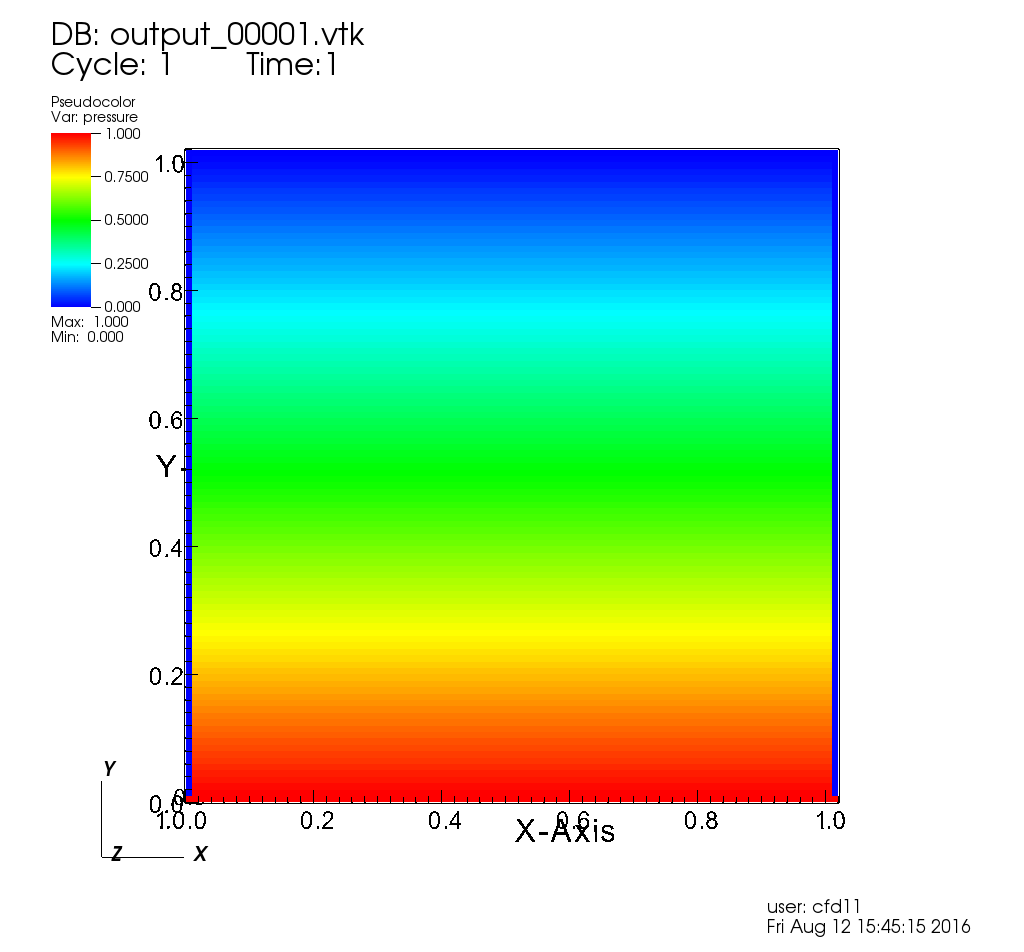 DB: output_00001.vtk
Cycle: 1 Time:1
Pseudocolor
Var: pressure
1.000
0.7500
0.5000
0.2500
0.000
Max: 1.000
Min: 0.000
1.0
0.8
0.6
Y
0.4
0.2
0.0
1.0 0.0 0.2 0.4 0.6 0.8 1.0
X-Axis
Y
Z X
user: cfd11
Fri Aug 12 15:45:15 2016